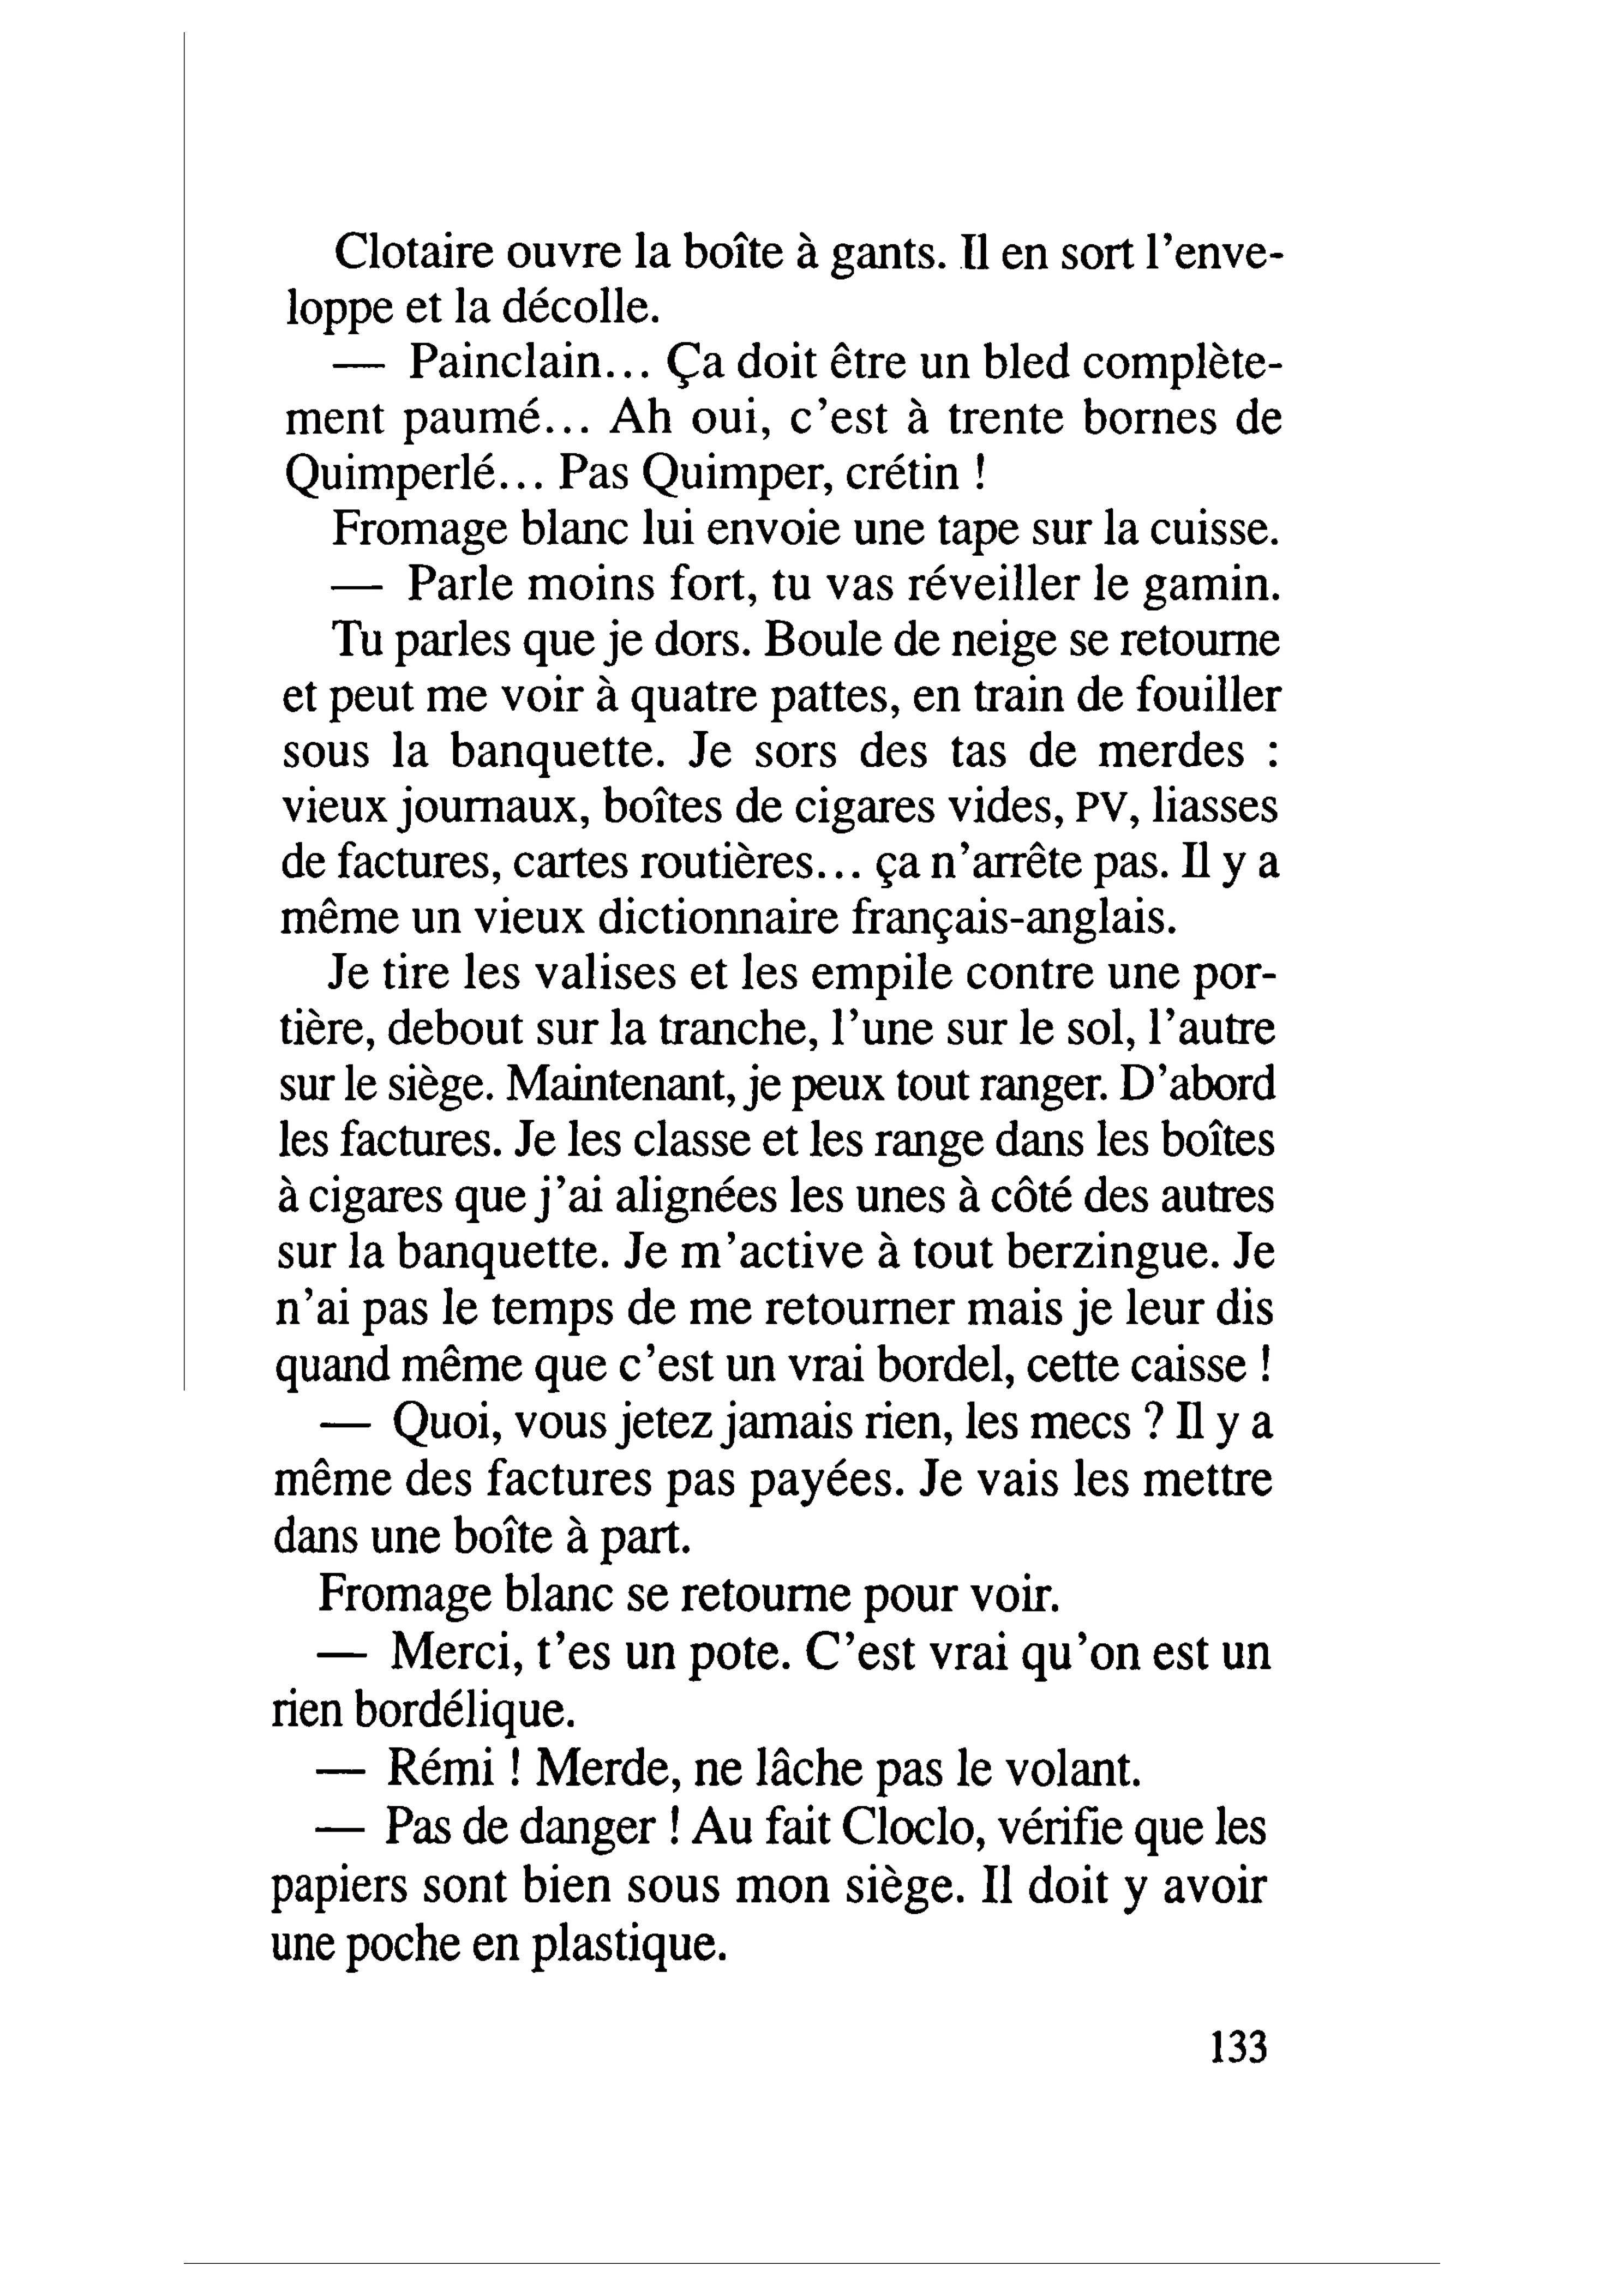 Clotaire ouvre la boîte à gants. Il en sort l'enve-
loppe et la décolle.
— Painclain... Ça doit être un bled complète-
ment paumé... Ah oui, c'est à trente bornes de
Quimperlé... Pas Quimper, crétin !
Fromage blanc lui envoie une tape sur la cuisse.
— Parle moins fort, tu vas réveiller le gamin.
Tu parles que je dors. Boule de neige se retourne
et peut me voir à quatre pattes, en train de fouiller
sous la banquette. Je sors des tas de merdes :
vieux journaux, boîtes de cigares vides, PV, liasses
de factures, cartes routières... ça n'arrête pas. Il y a
même un vieux dictionnaire français-anglais.
Je tire les valises et les empile contre une por-
tière, debout sur la tranche, l'une sur le sol, l'autre
sur le siège. Maintenant, je peux tout ranger. D'abord
les factures. Je les classe et les range dans les boîtes
à cigares que j'ai alignées les unes à côté des autres
sur la banquette. Je m'active à tout berzingue. Je
n'ai pas le temps de me retourner mais je leur dis
quand même que c'est un vrai bordel, cette caisse !
— Quoi, vous jetez jamais rien, les mecs ? Il y a
même des factures pas payées. Je vais les mettre
dans une boîte à part.
Fromage blanc se retourne pour voir.
— Merci, t'es un pote. C'est vrai qu'on est un
rien bordélique.
— Rémi ! Merde, ne lâche pas le volant.
— Pas de danger ! Au fait Cloclo, vérifie que les
papiers sont bien sous mon siège. Il doit y avoir
une poche en plastique.
133